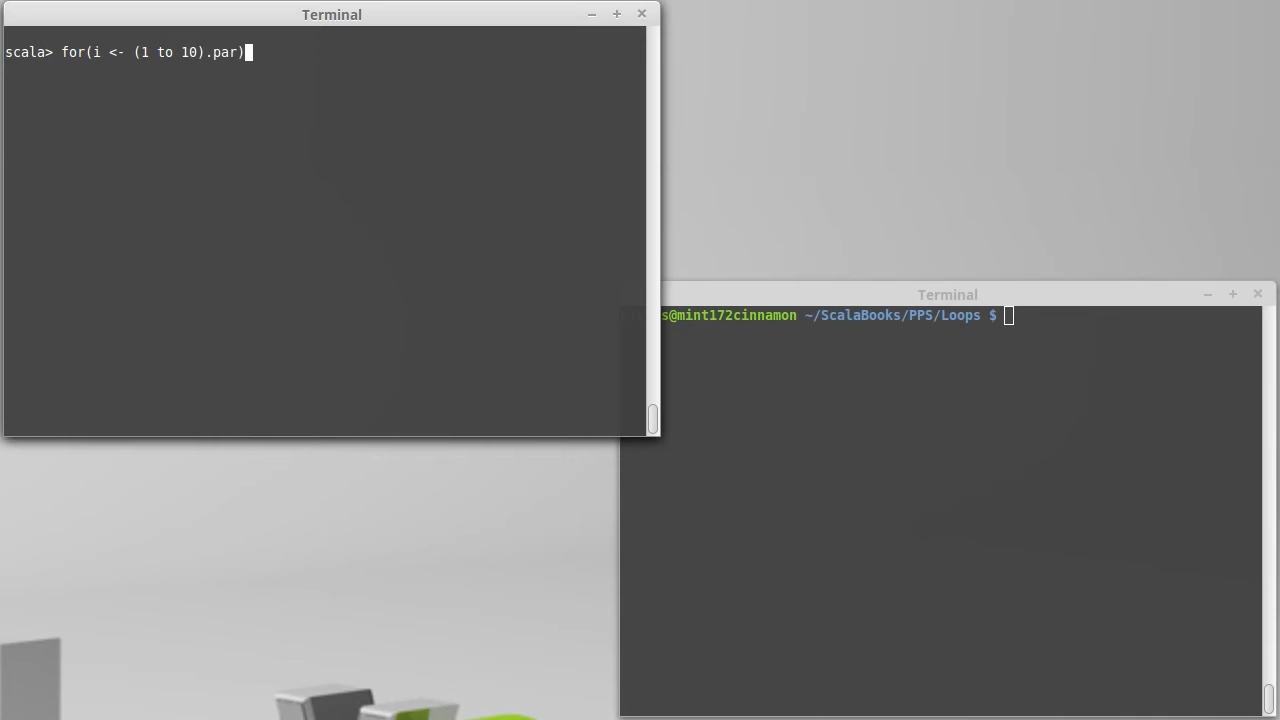 Terminal
scala> for(i <- (1 to 10).par)
Terminal
s@mint172cinnamon ~/ScalaBooks/PPS/Loops $